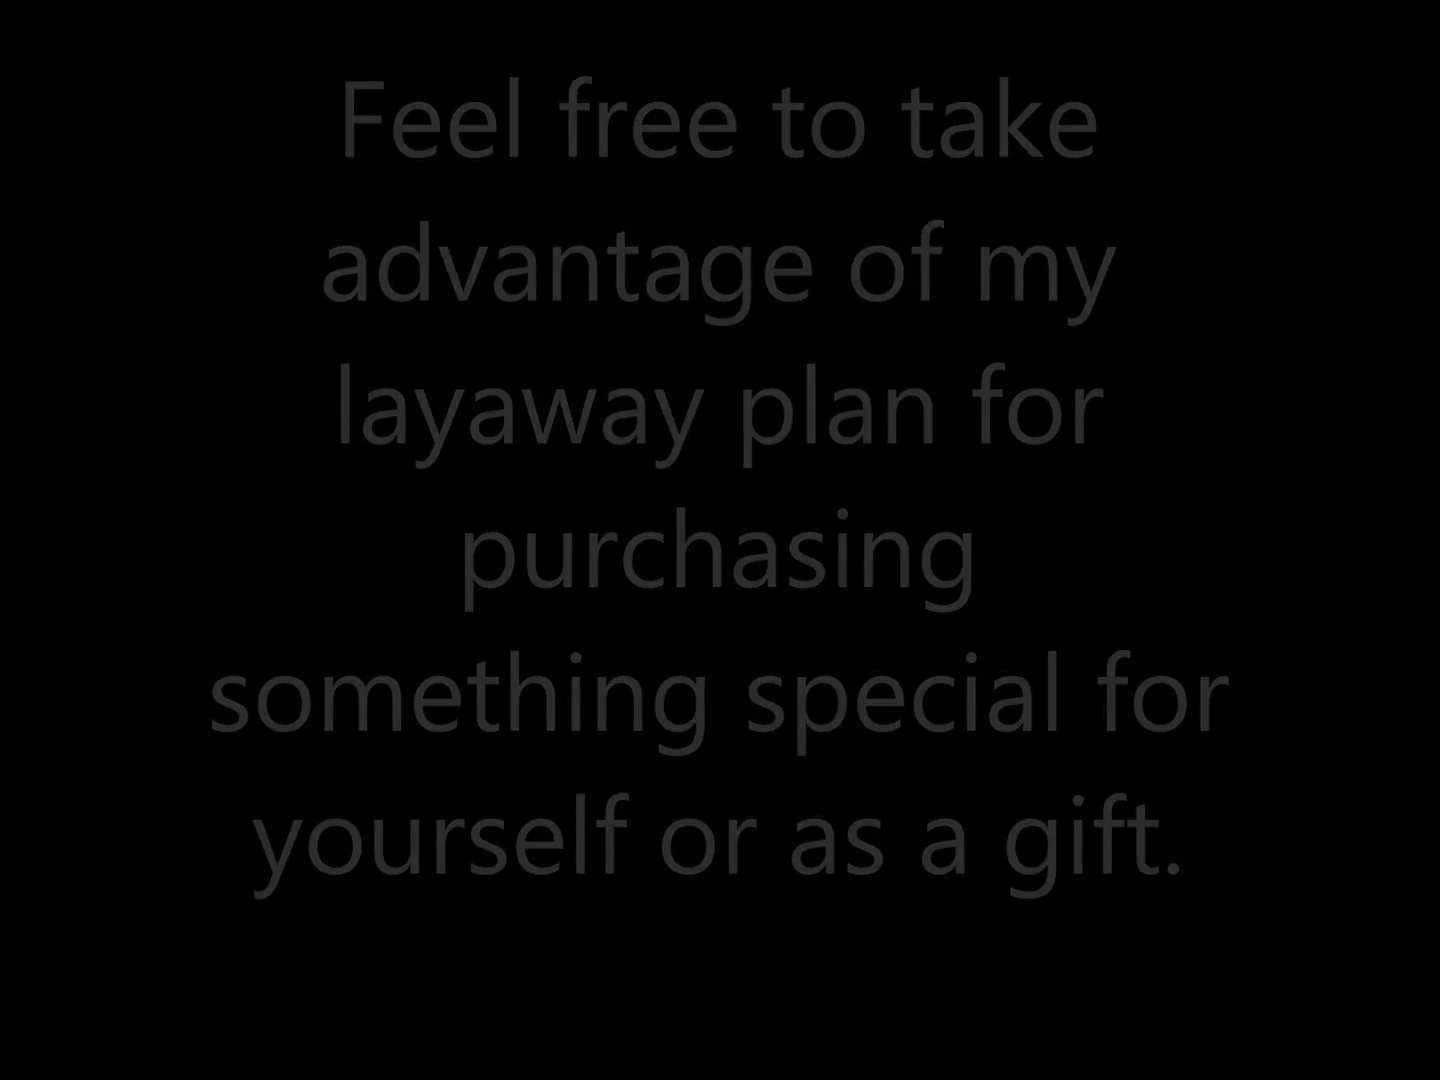 Feel free to take
advantage of my
layaway plan for
purchasing
something special for
yourself or as a gift.